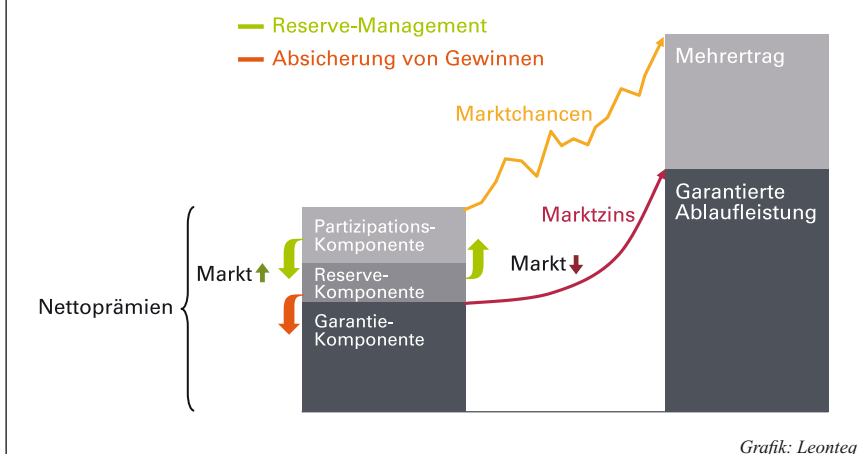 Reserve-Management
Absicherung von Gewinnen
Mehrertrag
Marktchancen
Garantierte
Ablaufleistung
Marktzins
Partizipations-
Komponente
Markt
Markt
Reserve-
Komponente
Nettoprämien
Garantie-
Komponente
Grafik: Leonteq